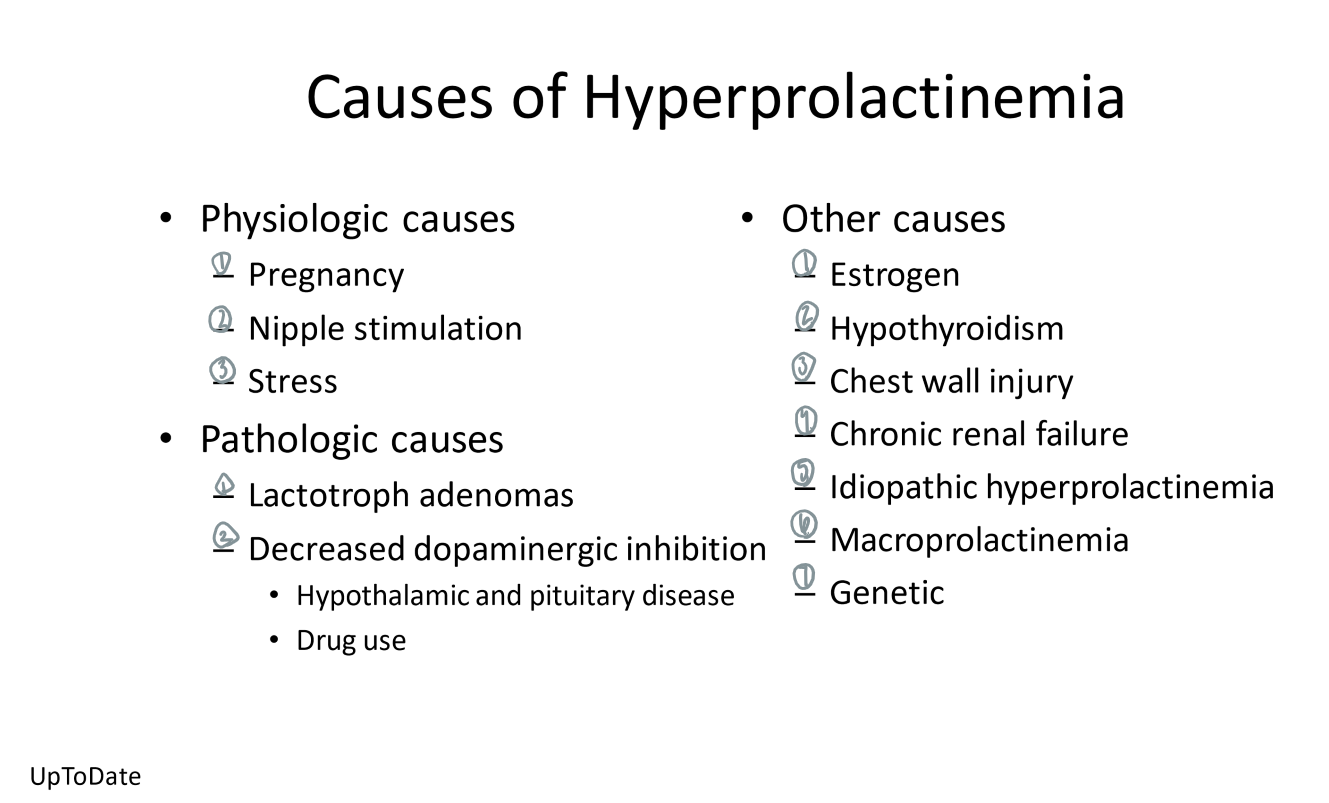 Causes of Hyperprolactinemia
• Physiologic causes
① Pregnancy
② Nipple stimulation
③ Stress
• Pathologic causes
① Lactotroph adenomas
② Decreased dopaminergic inhibition
• Hypothalamic and pituitary disease
• Drug use
• Other causes
① Estrogen
② Hypothyroidism
③ Chest wall injury
④ Chronic renal failure
⑤ Idiopathic hyperprolactinemia
⑥ Macroprolactinemia
– Genetic
UpToDate